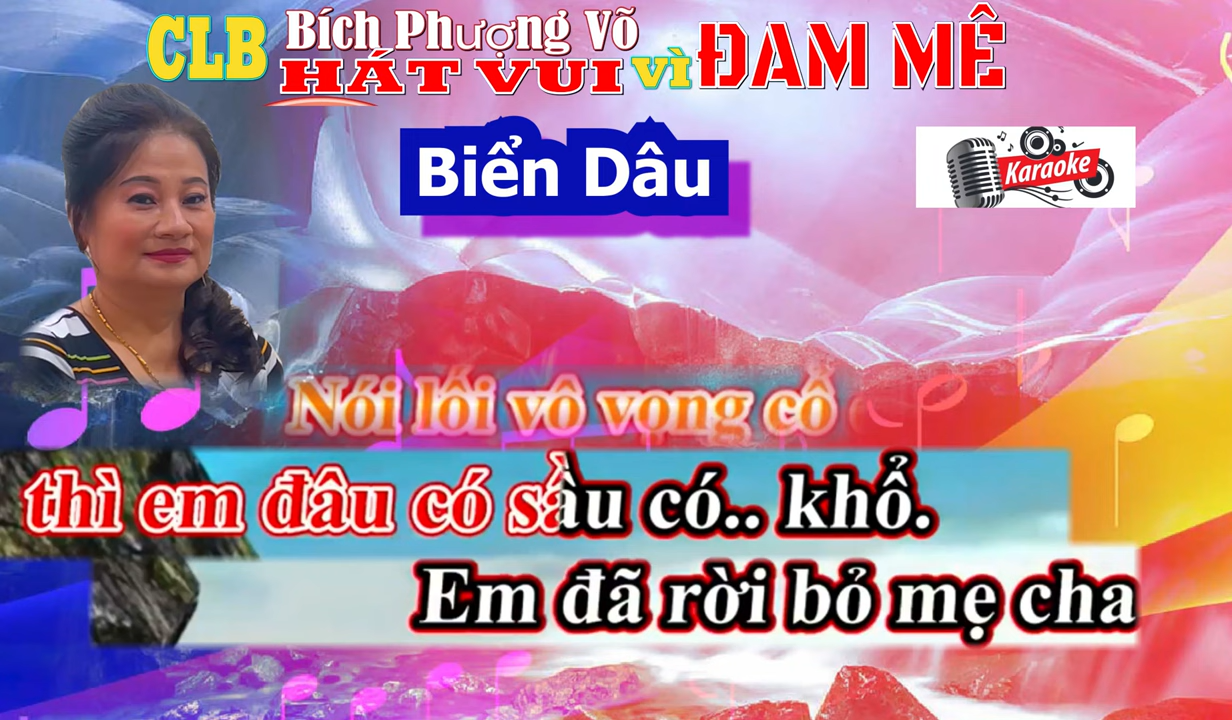 CLB Bích Phượng Võ
HÁT VUI vì ĐAM MÊ
Biển Dâu
Karaoke
Nói lối vô vọng cổ
thì em đâu có sầu có.. khổ.
Em đã rời bỏ mẹ cha